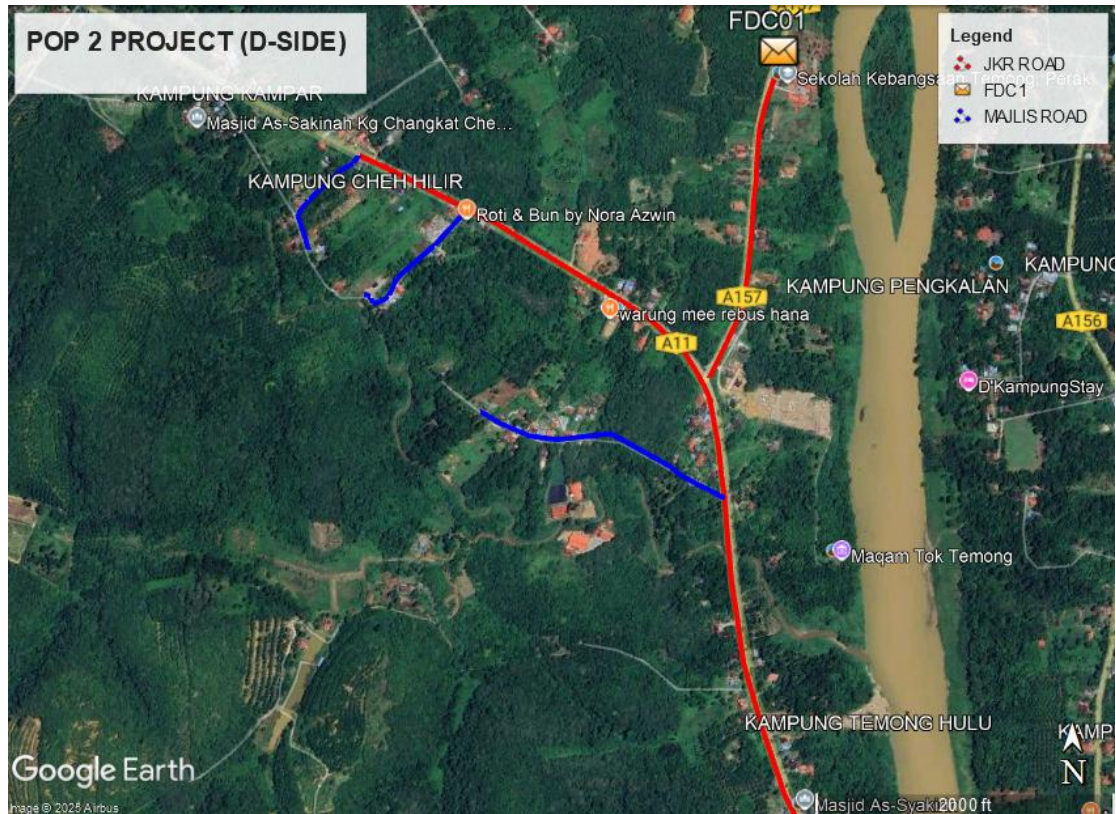 POP 2 PROJECT (D-SIDE)
FDC01
Legend
JKR ROAD
FDC1
MAJLIS ROAD
Sekolah Kebangsaan Temong, Perak
KAMPUNG KAMPAR
Masjid As-Sakinah Kg Changkat Che...
KAMPUNG CHEH HILIR
Roti & Bun by Nora Azwin
KAMPUNG
A157
KAMPUNG PENGKALAN
warung mee rebus hana
A156
A11
D'KampungStay
Maqam Tok Temong
KAMPUNG TEMONG HULU
N
Google Earth
Image © 2025 Airbus
Masjid As-Syakirin
2000 ft